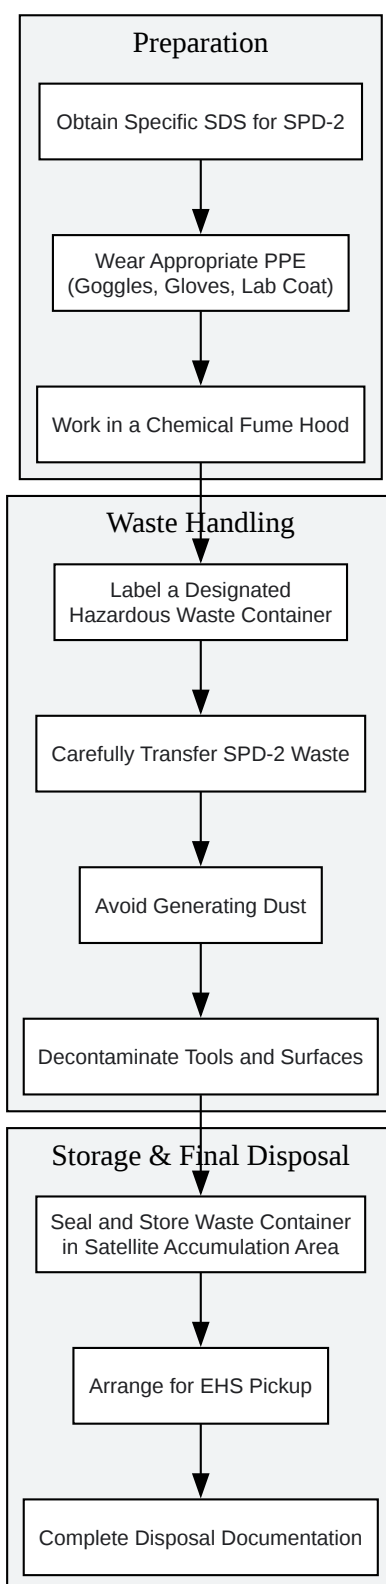 Preparation
Obtain Specific SDS for SPD-2
Wear Appropriate PPE
(Goggles, Gloves, Lab Coat)
Work in a Chemical Fume Hood
Waste Handling
Label a Designated
Hazardous Waste Container
Carefully Transfer SPD-2 Waste
Avoid Generating Dust
Decontaminate Tools and Surfaces
Storage & Final Disposal
Seal and Store Waste Container
in Satellite Accumulation Area
Arrange for EHS Pickup
Complete Disposal Documentation